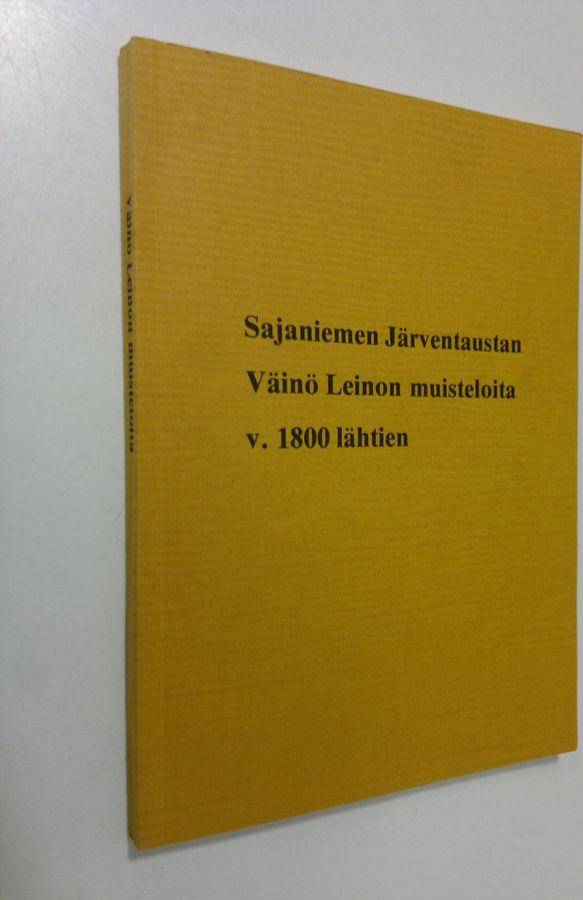 Sajaniemen Järventaustan
Väinö Leinon muisteloita
v. 1800 lähtien
Väinö Leinon muisteloita